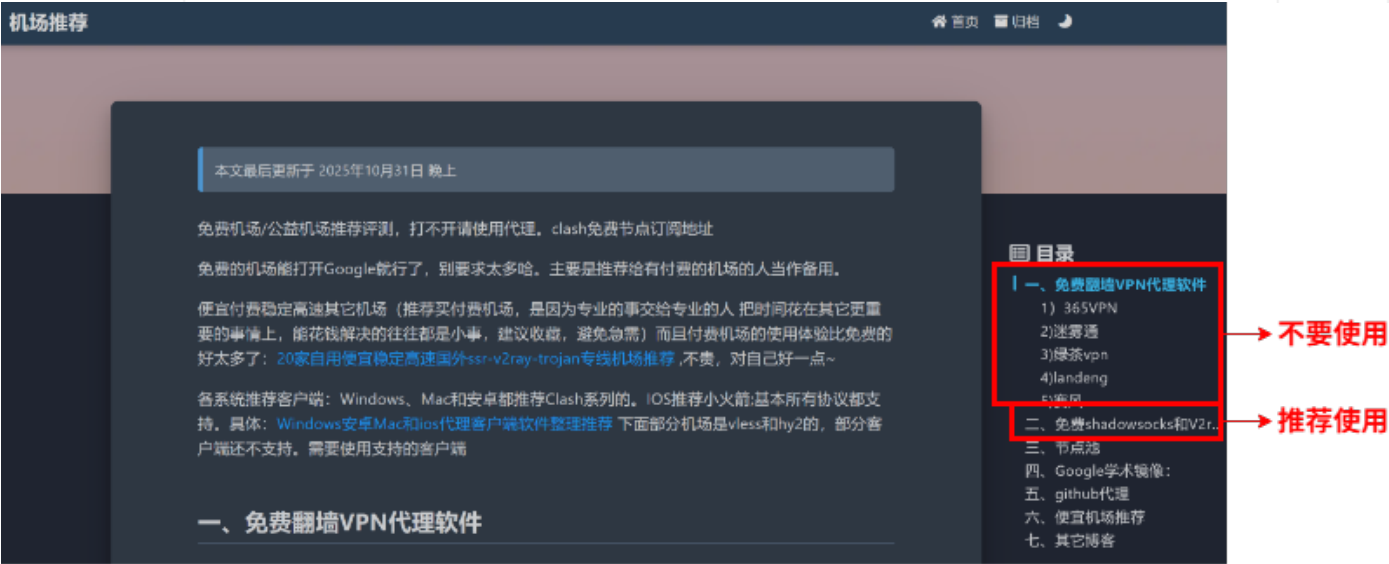 机场推荐
首页 归档
本文最后更新于 2025年10月31日 晚上
免费机场/公益机场推荐评测，打不开请使用代理。clash免费节点订阅地址
免费的机场能打开Google就行了，别要求太多哈。主要是推荐给有付费的机场的人当作备用。
便宜付费稳定高速其它机场（推荐买付费机场，是因为专业的事交给专业的人 把时间花在其它更重
要的事情上，能花钱解决的往往都是小事，建议收藏，避免急需）而且付费机场的使用体验比免费的
好太多了：20家自用便宜稳定高速国外ssr-v2ray-trojan专线机场推荐 ,不贵，对自己好一点~
各系统推荐客户端：Windows、Mac和安卓都推荐Clash系列的。IOS推荐小火箭;基本所有协议都支
持。具体：Windows安卓Mac和ios代理客户端软件整理推荐 下面部分机场是vless和hy2的，部分客
户端还不支持。需要使用支持的客户端
一、免费翻墙VPN代理软件
目录
一、免费翻墙VPN代理软件
1）365VPN
2)迷雾通
3)绿茶vpn
4)landeng
5)赛风
二、免费shadowsocks和V2r...
三、节点池
四、Google学术镜像：
五、github代理
六、便宜机场推荐
七、其它博客
不要使用
推荐使用